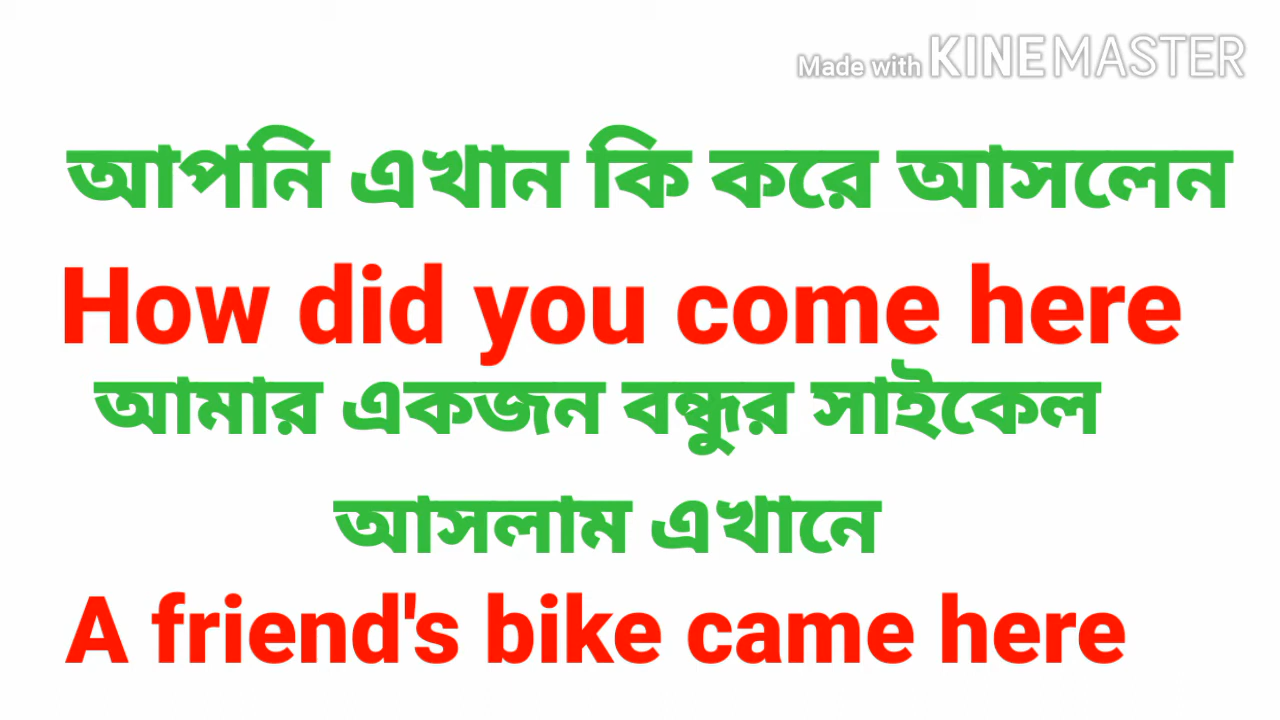 Made with KINEMASTER
আপনি এখান কি করে আসলেন
How did you come here
আমার একজন বন্ধুর সাইকেল
আসলাম এখানে
A friend's bike came here